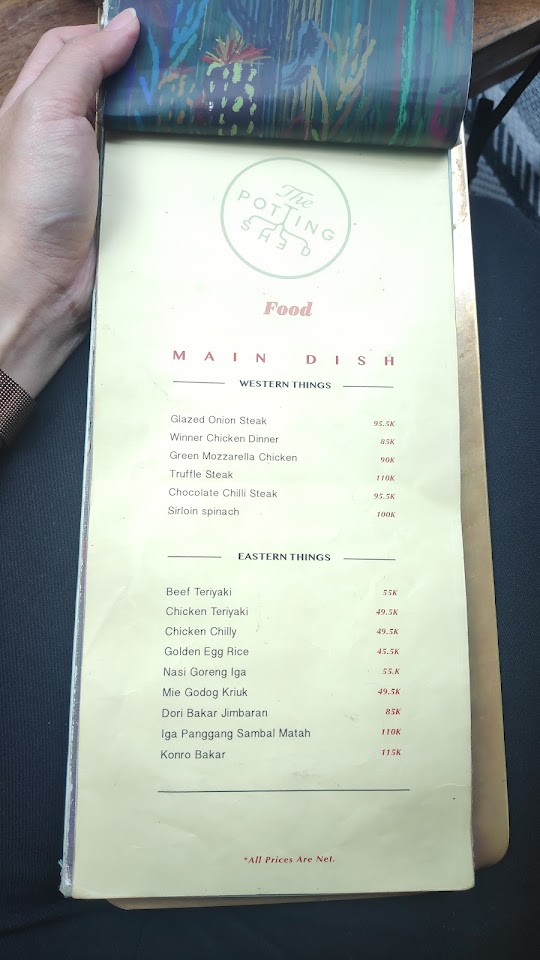 The
POTTING
SHED
Food
MAIN DISH
WESTERN THINGS
Glazed Onion Steak 95.5K
Winner Chicken Dinner 85K
Green Mozzarella Chicken 90K
Truffle Steak 110K
Chocolate Chilli Steak 95.5K
Sirloin spinach 100K
EASTERN THINGS
Beef Teriyaki 55K
Chicken Teriyaki 49.5K
Chicken Chilly 49.5K
Golden Egg Rice 45.5K
Nasi Goreng Iga 55.K
Mie Godog Kriuk 49.5K
Dori Bakar Jimbaran 85K
Iga Panggang Sambal Matah 110K
Konro Bakar 115K
*All Prices Are Net.